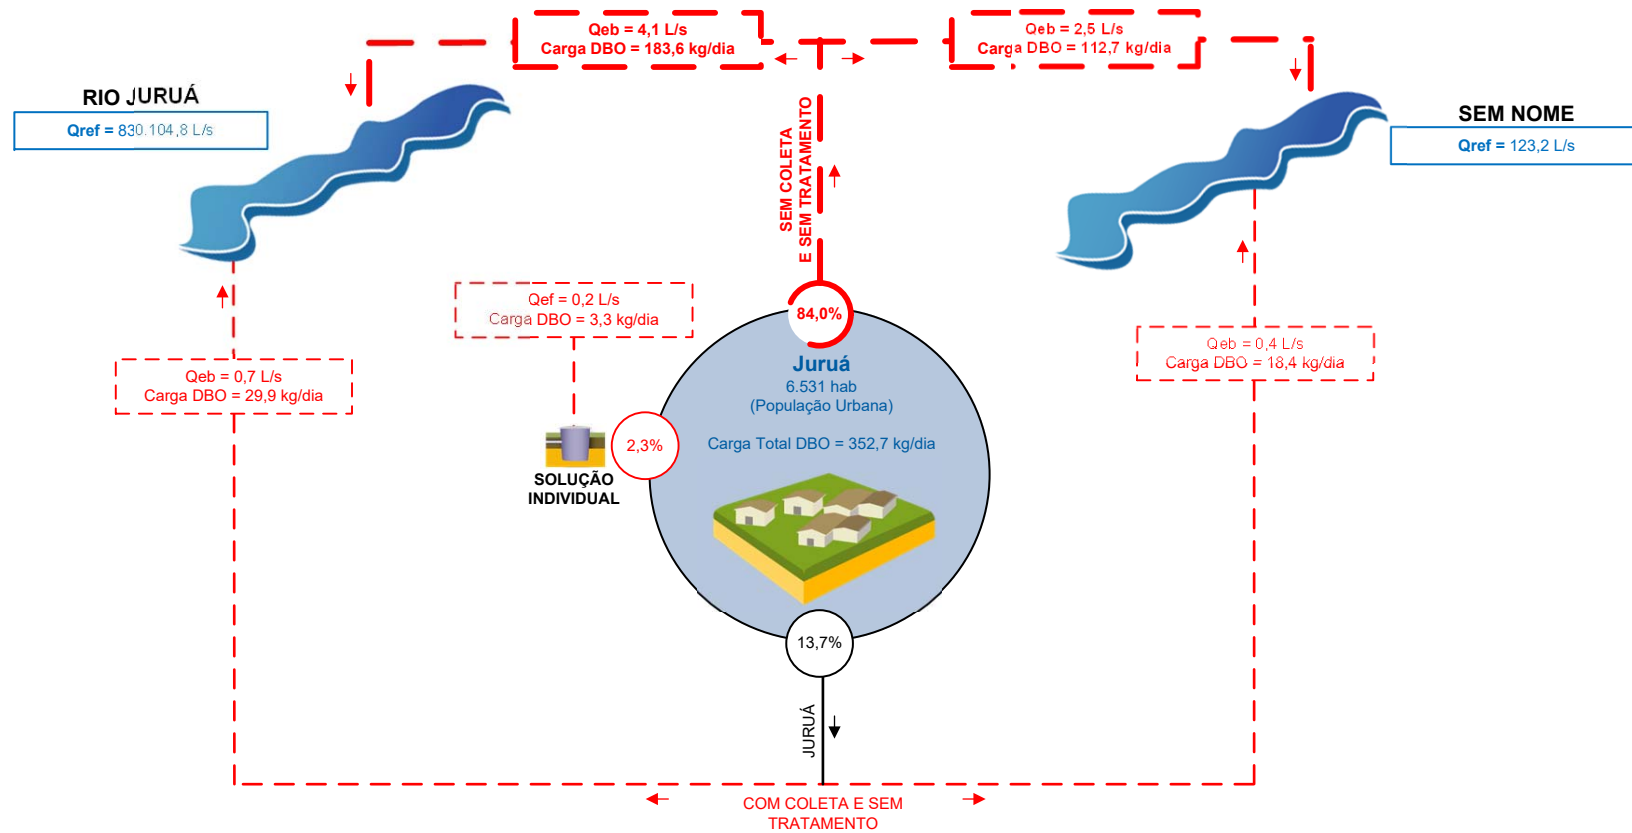 Qeb = 4,1 L/s
Carga DBO = 183,6 kg/dia
Qeb = 2,5 L/s
Carga DBO = 112,7 kg/dia
RIO JURUÁ
Qref = 830.104,8 L/s
SEM NOME
Qref = 123,2 L/s
SEM COLETA
E SEM TRATAMENTO
Qef = 0,2 L/s
Carga DBO = 3,3 kg/dia
84,0%
Qeb = 0,4 L/s
Carga DBO = 18,4 kg/dia
Qeb = 0,7 L/s
Carga DBO = 29,9 kg/dia
Juruá
6.531 hab
(População Urbana)
Carga Total DBO = 352,7 kg/dia
2,3%
SOLUÇÃO
INDIVIDUAL
13,7%
JURUÁ
COM COLETA E SEM
TRATAMENTO